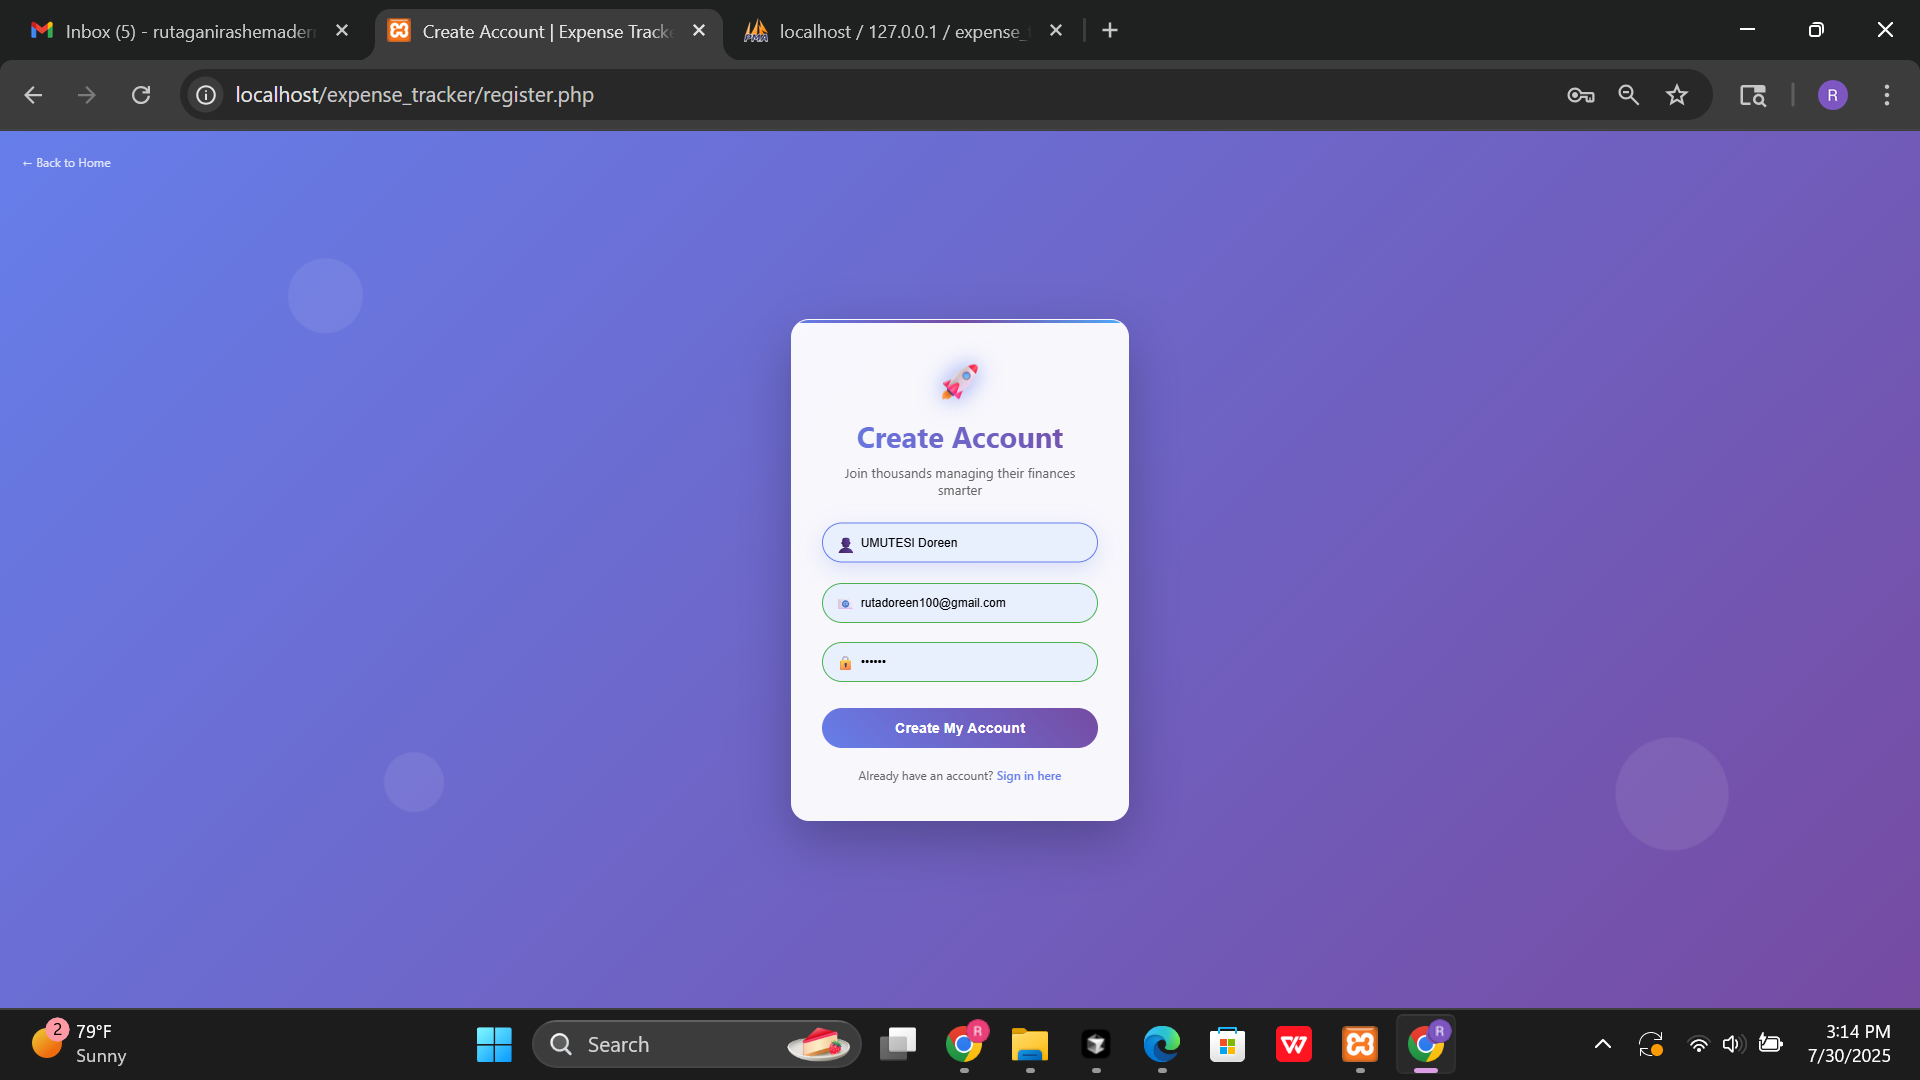 Inbox (5) - rutaganirashemader
Create Account | Expense Track
localhost / 127.0.0.1 / expense_
localhost/expense_tracker/register.php
R
← Back to Home
Create Account
Join thousands managing their finances
smarter
UMUTESI Doreen
rutadoreen100@gmail.com
••••••
Create My Account
Already have an account? Sign in here
2
79°F
Sunny
Search
R
R
3:14 PM
7/30/2025